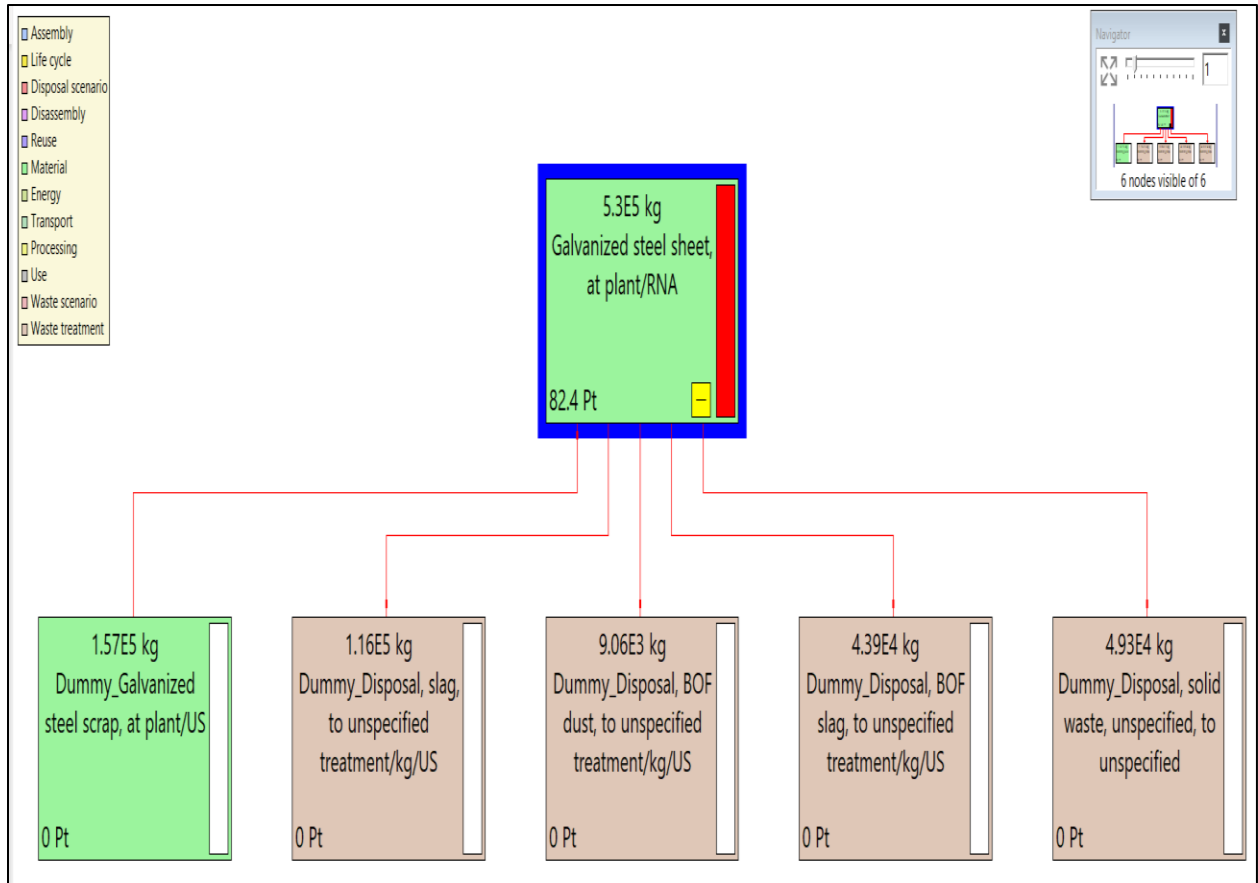 Assembly
Life cycle
Disposal scenario
Disassembly
Reuse
Material
Energy
Transport
Processing
Use
Waste scenario
Waste treatment
Navigator
x
1
6 nodes visible of 6
5.3E5 kg
Galvanized steel sheet,
at plant/RNA
82.4 Pt
1.57E5 kg
Dummy_Galvanized
steel scrap, at plant/US
0 Pt
1.16E5 kg
Dummy_Disposal, slag,
to unspecified
treatment/kg/US
0 Pt
9.06E3 kg
Dummy_Disposal, BOF
dust, to unspecified
treatment/kg/US
0 Pt
4.39E4 kg
Dummy_Disposal, BOF
slag, to unspecified
treatment/kg/US
0 Pt
4.93E4 kg
Dummy_Disposal, solid
waste, unspecified, to
unspecified
0 Pt